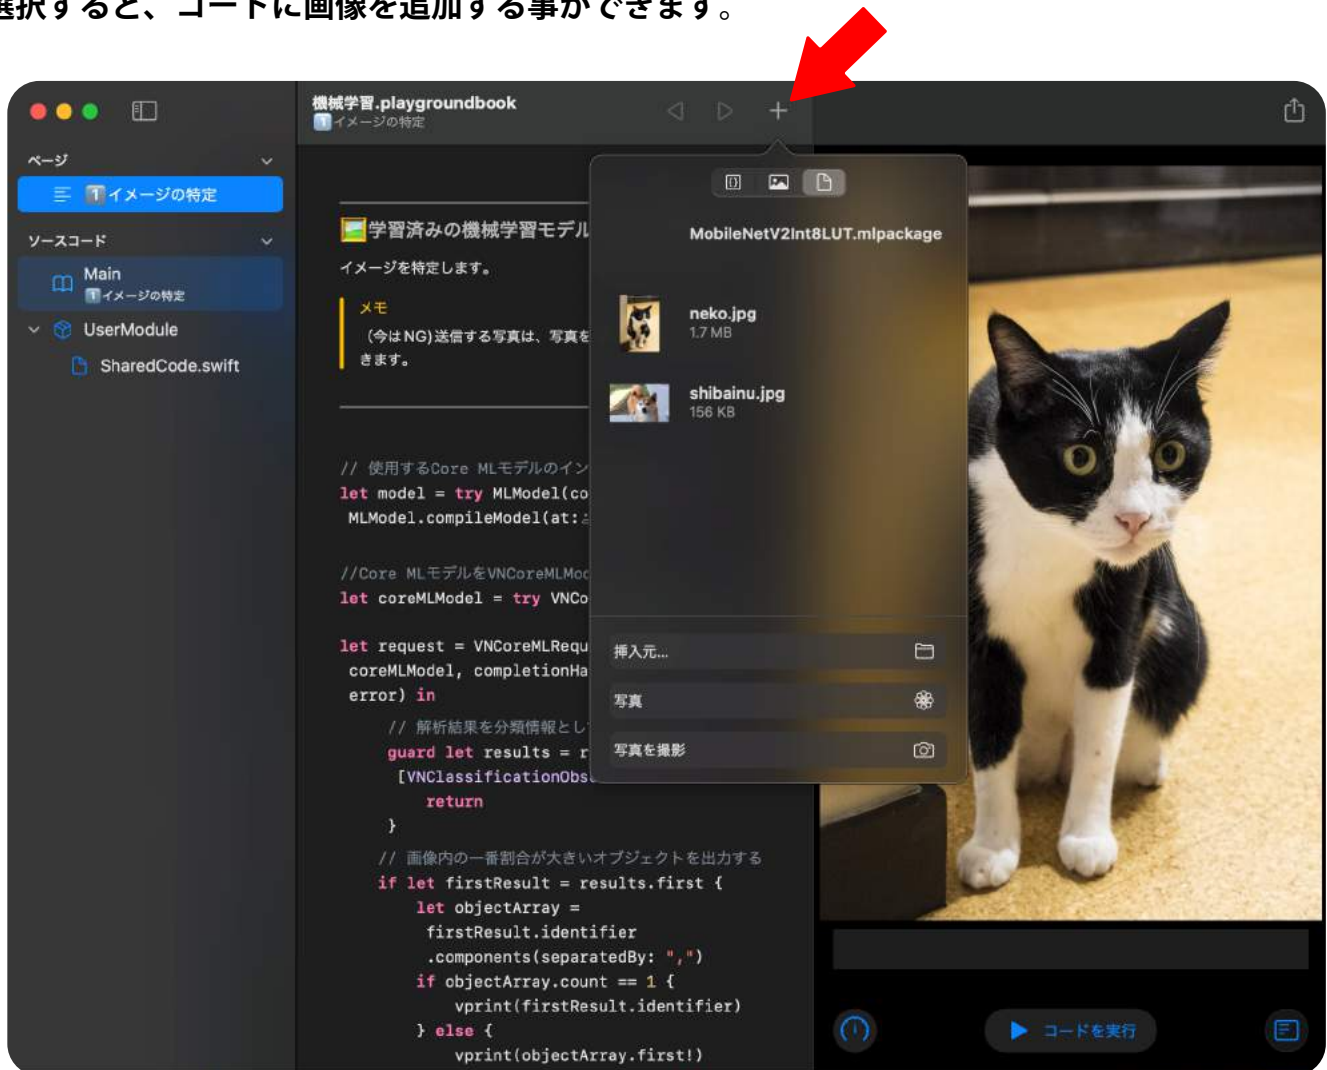 選択すると、コードに画像を追加する事ができます。
機械学習.playgroundbook
1 イメージの特定
ページ
1 イメージの特定
ソースコード
Main
1 イメージの特定
UserModule
SharedCode.swift
学習済みの機械学習モデル
イメージを特定します。
メモ
(今はNG)送信する写真は、写真を
きます。
// 使用するCore MLモデルのイン
let model = try MLModel(co
MLModel.compileModel(at:
//Core MLモデルをVNCoreMLMod
let coreMLModel = try VNCo
let request = VNCoreMLRequ
coreMLModel, completionHa
error) in
// 解析結果を分類情報とし
guard let results = r
[VNClassificationObs
return
}
// 画像内の一番割合が大きいオブジェクトを出力する
if let firstResult = results.first {
let objectArray =
firstResult.identifier
.components(separatedBy: ",")
if objectArray.count == 1 {
vprint(firstResult.identifier)
} else {
vprint(objectArray.first!)
MobileNetV2Int8LUT.mlpackage
neko.jpg
1.7 MB
shibainu.jpg
156 KB
挿入元...
写真
写真を撮影
コードを実行